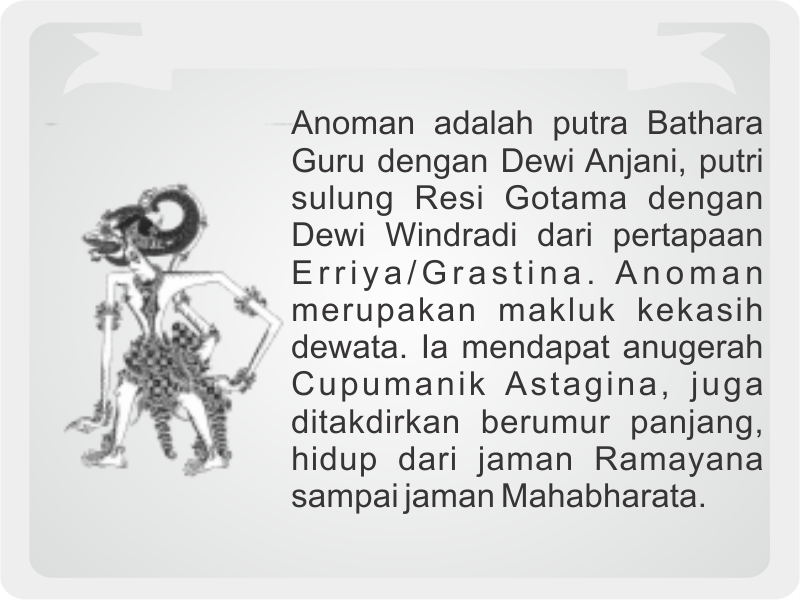 Anoman adalah putra Bathara
Guru dengan Dewi Anjani, putri
sulung Resi Gotama dengan
Dewi Windradi dari pertapaan
Erriya/Grastina. Anoman
merupakan makluk kekasih
dewata. Ia mendapat anugerah
Cupumanik Astagina, juga
ditakdirkan berumur panjang,
hidup dari jaman Ramayana
sampai jaman Mahabharata.